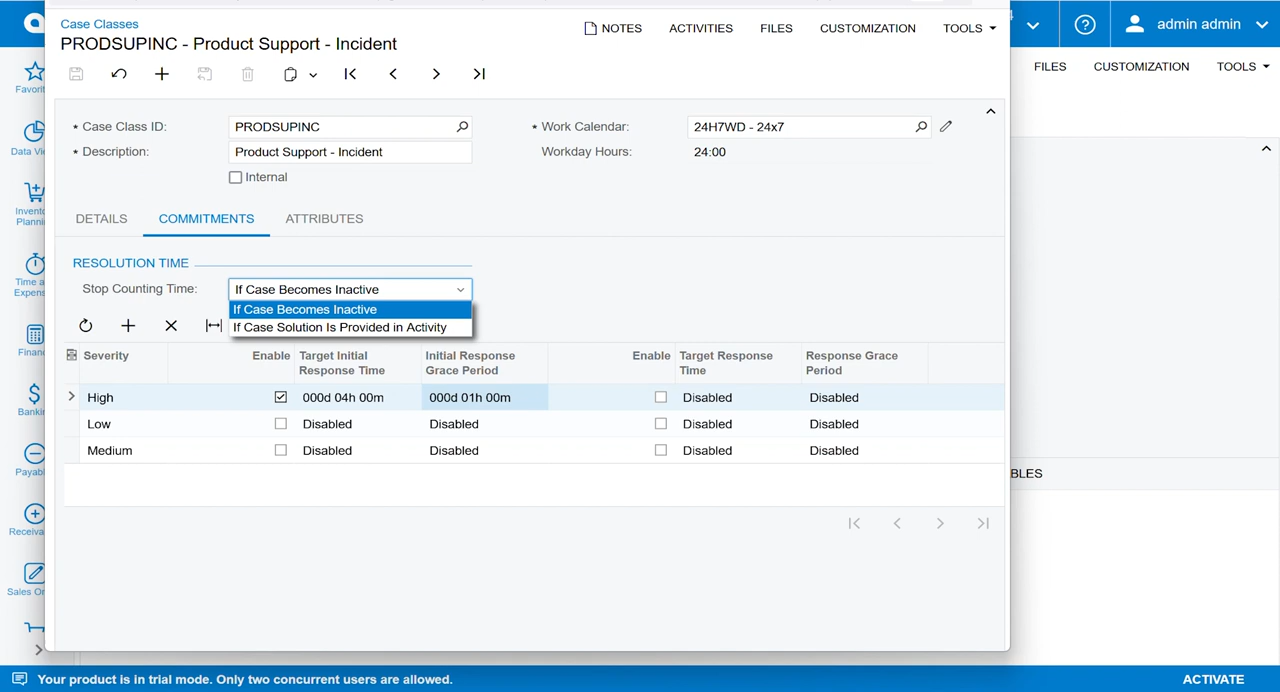 Case Classes
PRODSUPINC - Product Support - Incident
NOTES ACTIVITIES FILES CUSTOMIZATION TOOLS
admin admin
FILES CUSTOMIZATION TOOLS
Case Class ID: PRODSUPINC
Work Calendar: 24H7WD - 24x7
Description: Product Support - Incident
Workday Hours: 24:00
Internal
DETAILS COMMITMENTS ATTRIBUTES
RESOLUTION TIME
Stop Counting Time: If Case Becomes Inactive
If Case Becomes Inactive
If Case Solution Is Provided in Activity
Severity Enable Target Initial Response Time Initial Response Grace Period Enable Target Response Time Response Grace Period
High 000d 04h 00m 000d 01h 00m Disabled Disabled
Low Disabled Disabled Disabled Disabled
Medium Disabled Disabled Disabled Disabled
BLES
Favorit
Data Vi
Invento
Plannin
Time a
Expens
Financ
Bankin
Payabl
Receiva
Sales Or
Your product is in trial mode. Only two concurrent users are allowed.
ACTIVATE